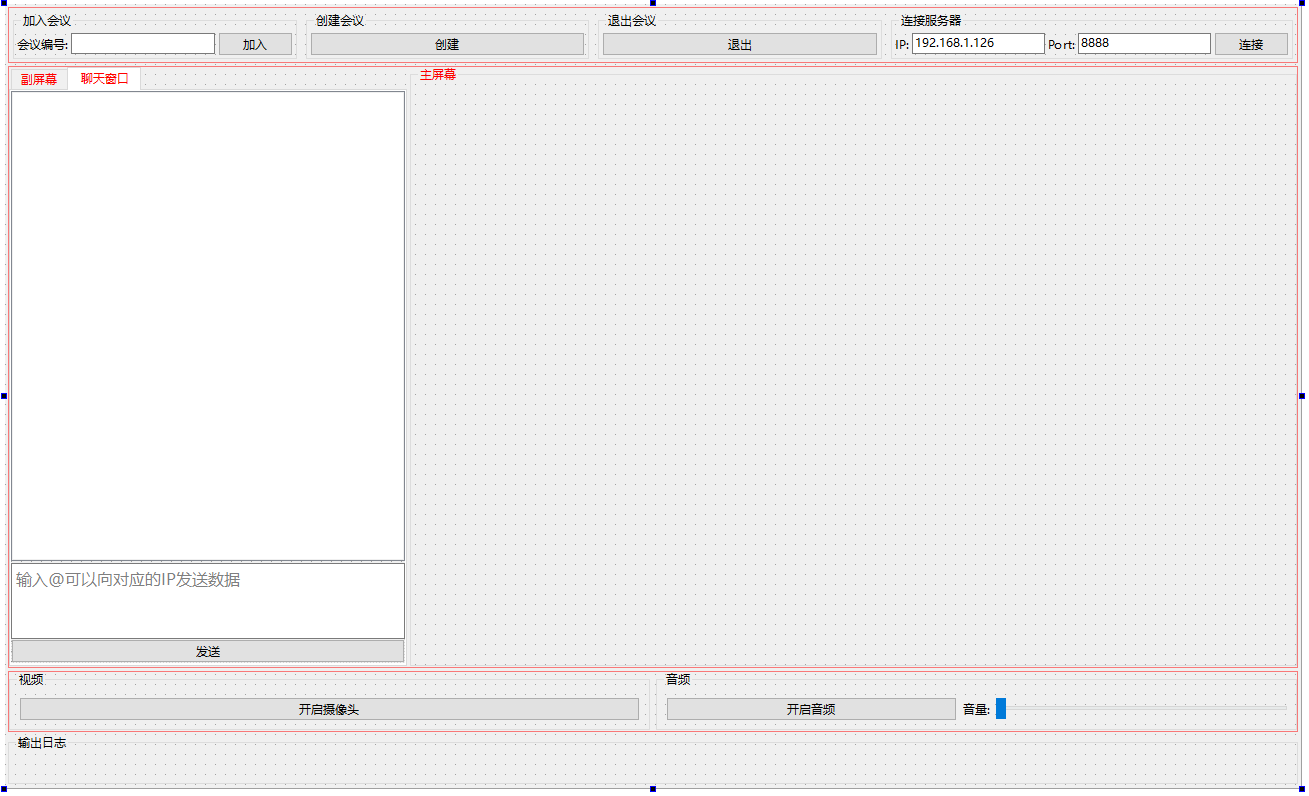 加入会议
创建会议
退出会议
连接服务器
会议编号:
加入
创建
退出
IP: 192.168.1.126
Port: 8888
连接
副屏幕
聊天窗口
主屏幕
输入@可以向对应的IP发送数据
发送
视频
音频
开启摄像头
开启音频
音量:
输出日志